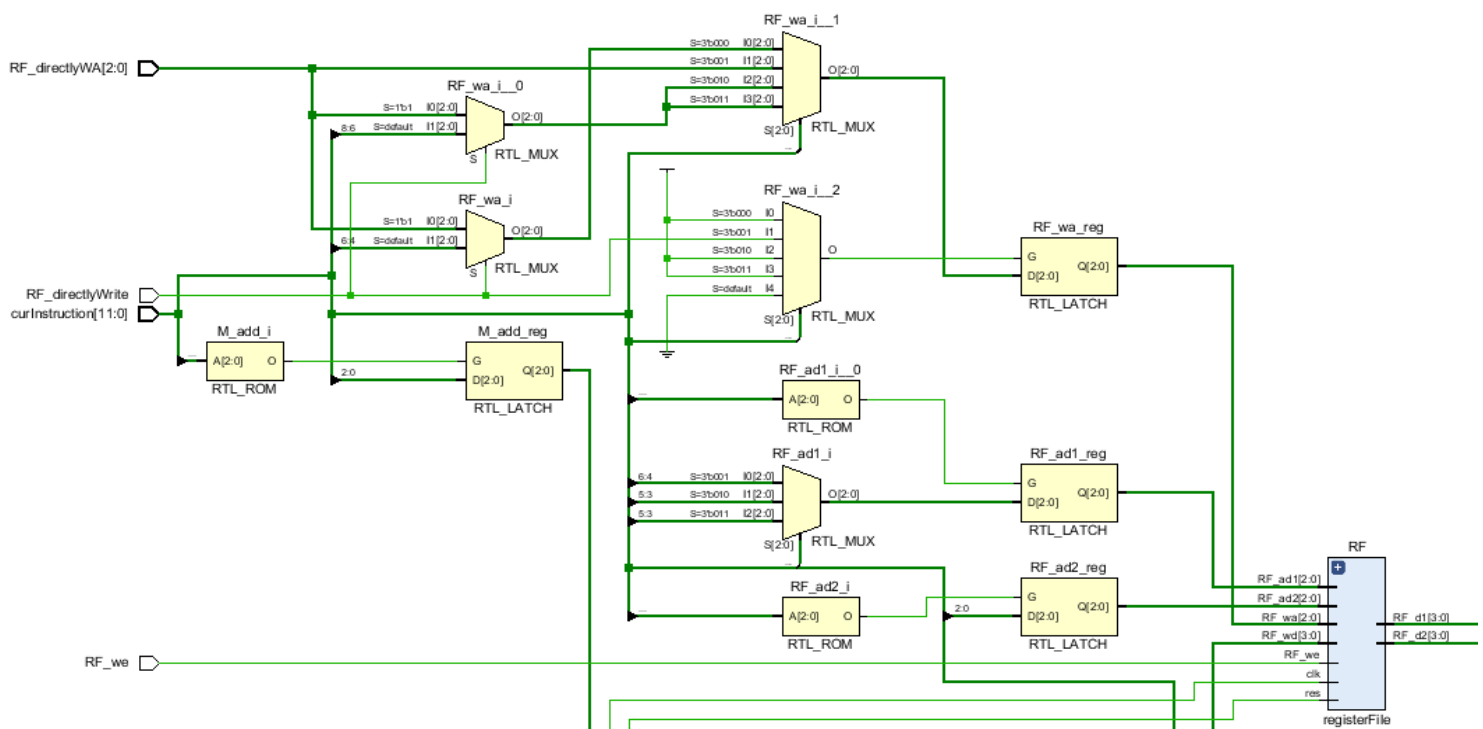 RF_wa_i__1
S=3'b000 I0[2:0]
RF_directlyWA[2:0]
S=3'b001 I1[2:0]
O[2:0]
S=3'b010 I2[2:0]
S=3'b011 I3[2:0]
S[2:0]
RTL_MUX
RF_wa_i__0
S=1'b1 I0[2:0]
O[2:0]
8:6 S=default I1[2:0]
S
RTL_MUX
RF_wa_i__2
S=3'b000 I0
S=3'b001 I1
O
S=3'b010 I2
S=3'b011 I3
S=default I4
S[2:0]
RTL_MUX
RF_wa_i
S=1'b1 I0[2:0]
O[2:0]
6:4 S=default I1[2:0]
S
RTL_MUX
RF_wa_reg
G
D[2:0]
Q[2:0]
RTL_LATCH
RF_directlyWrite
curInstruction[11:0]
M_add_i
... A[2:0] O
RTL_ROM
M_add_reg
G
2:0 D[2:0]
Q[2:0]
RTL_LATCH
RF_ad1_i__0
... A[2:0] O
RTL_ROM
RF_ad1_i
6:4 S=3'b001 I0[2:0]
5:3 S=3'b010 I1[2:0]
O[2:0]
5:3 S=3'b011 I2[2:0]
S[2:0]
RTL_MUX
RF_ad1_reg
G
D[2:0]
Q[2:0]
RTL_LATCH
RF_ad2_i
... A[2:0] O
RTL_ROM
RF_ad2_reg
G
2:0 D[2:0]
Q[2:0]
RTL_LATCH
RF
RF_ad1[2:0]
RF_ad2[2:0]
RF_wa[2:0]
RF_wd[3:0]
RF_we
clk
res
RF_d1[3:0]
RF_d2[3:0]
registerFile
RF_we